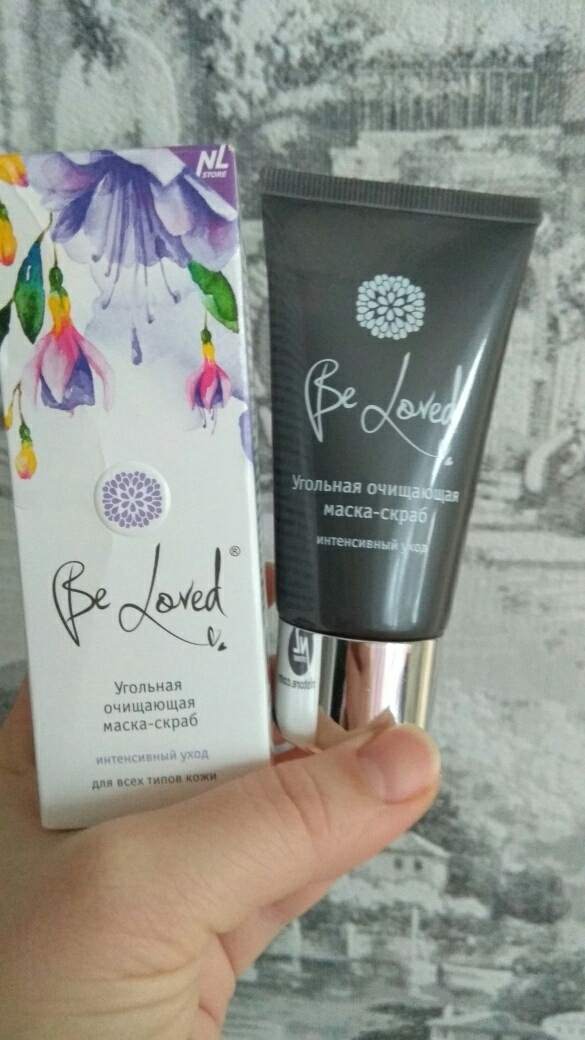 NL
STORE
Be Loved®
Угольная
очищающая
маска-скраб
интенсивный уход
для всех типов кожи
Be Loved
Угольная очищающая
маска-скраб
интенсивный уход